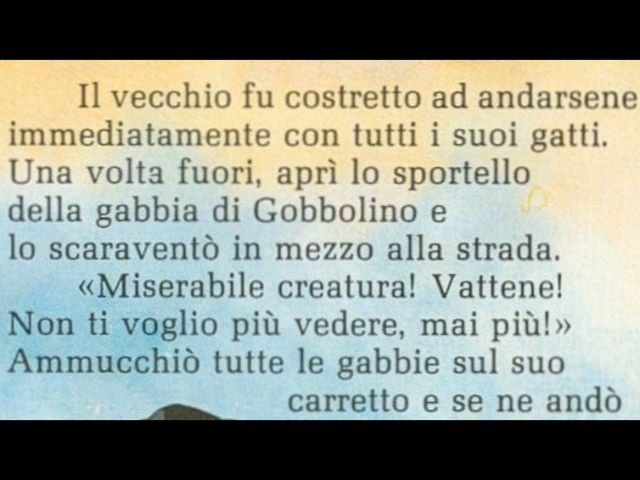 Il vecchio fu costretto ad andarsene
immediatamente con tutti i suoi gatti.
Una volta fuori, aprì lo sportello
della gabbia di Gobbolino e
lo scaraventò in mezzo alla strada.
«Miserabile creatura! Vattene!
Non ti voglio più vedere, mai più!»
Ammucchiò tutte le gabbie sul suo
carretto e se ne andò